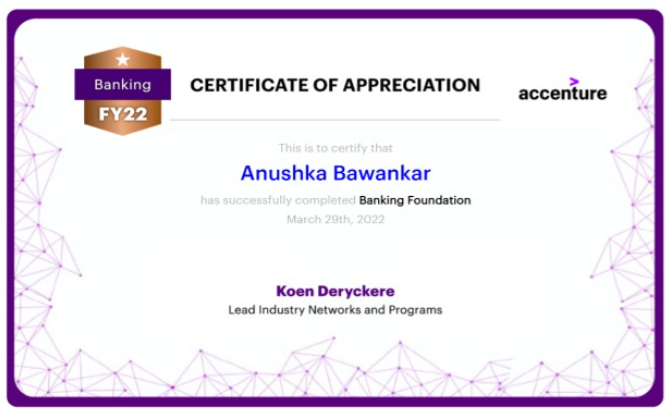 Banking
FY22
CERTIFICATE OF APPRECIATION
accenture
This is to certify that
Anushka Bawankar
has successfully completed Banking Foundation
March 29th, 2022
Koen Deryckere
Lead Industry Networks and Programs